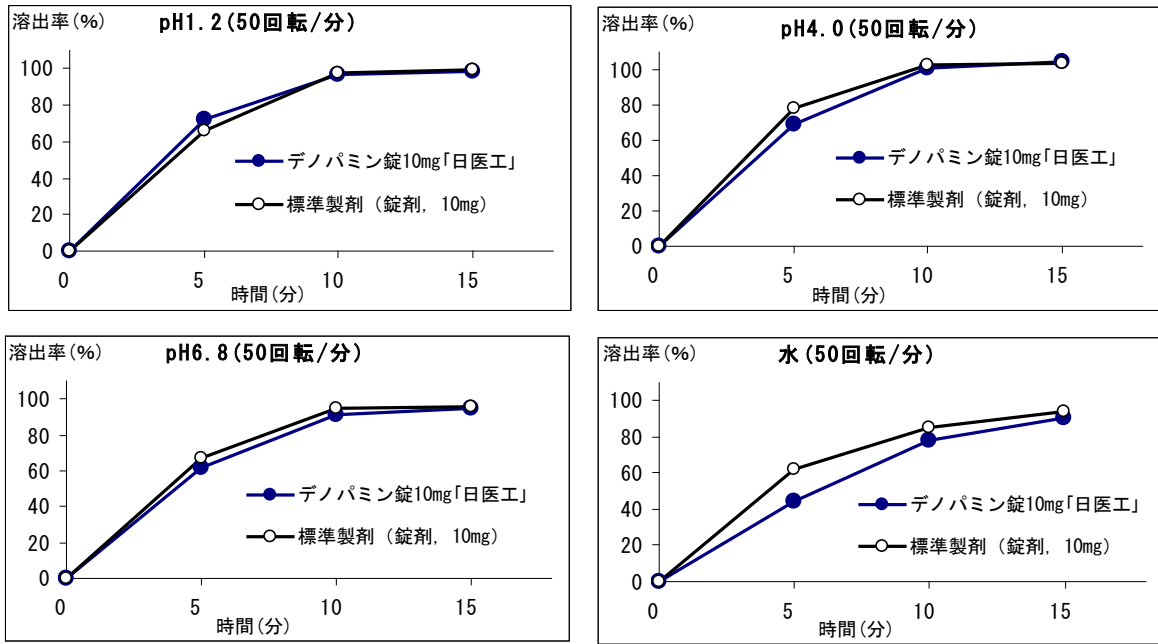 溶出率(%)
pH1.2(50回転/分)
100
80
60
40
20
0
デノパミン錠10mg「日医工」
標準製剤（錠剤, 10mg）
0 5 10 15
時間(分)
溶出率(%)
pH4.0(50回転/分)
100
80
60
40
20
0
デノパミン錠10mg「日医工」
標準製剤（錠剤, 10mg）
0 5 10 15
時間(分)
溶出率(%)
pH6.8(50回転/分)
100
80
60
40
20
0
デノパミン錠10mg「日医工」
標準製剤（錠剤, 10mg）
0 5 10 15
時間(分)
溶出率(%)
水(50回転/分)
100
80
60
40
20
0
デノパミン錠10mg「日医工」
標準製剤（錠剤, 10mg）
0 5 10 15
時間(分)